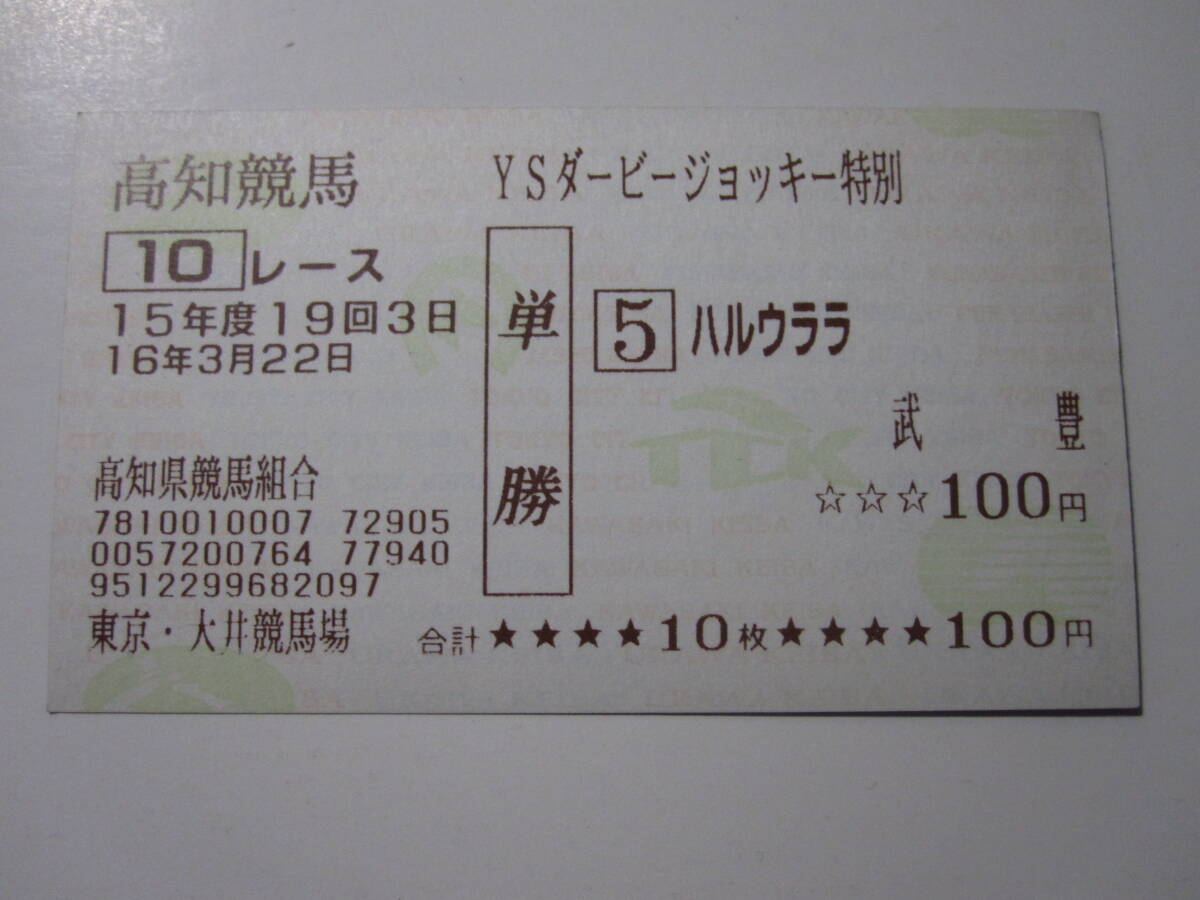 高知競馬
YSダービージョッキー特別
10 レース
15年度19回3日
16年3月22日
単勝
5 ハルウララ
武 豊
☆☆☆100円
高知県競馬組合
7810010007 72905
0057200764 77940
9512299682097
東京・大井競馬場
合計★★★★10枚★★★★100円
TCK